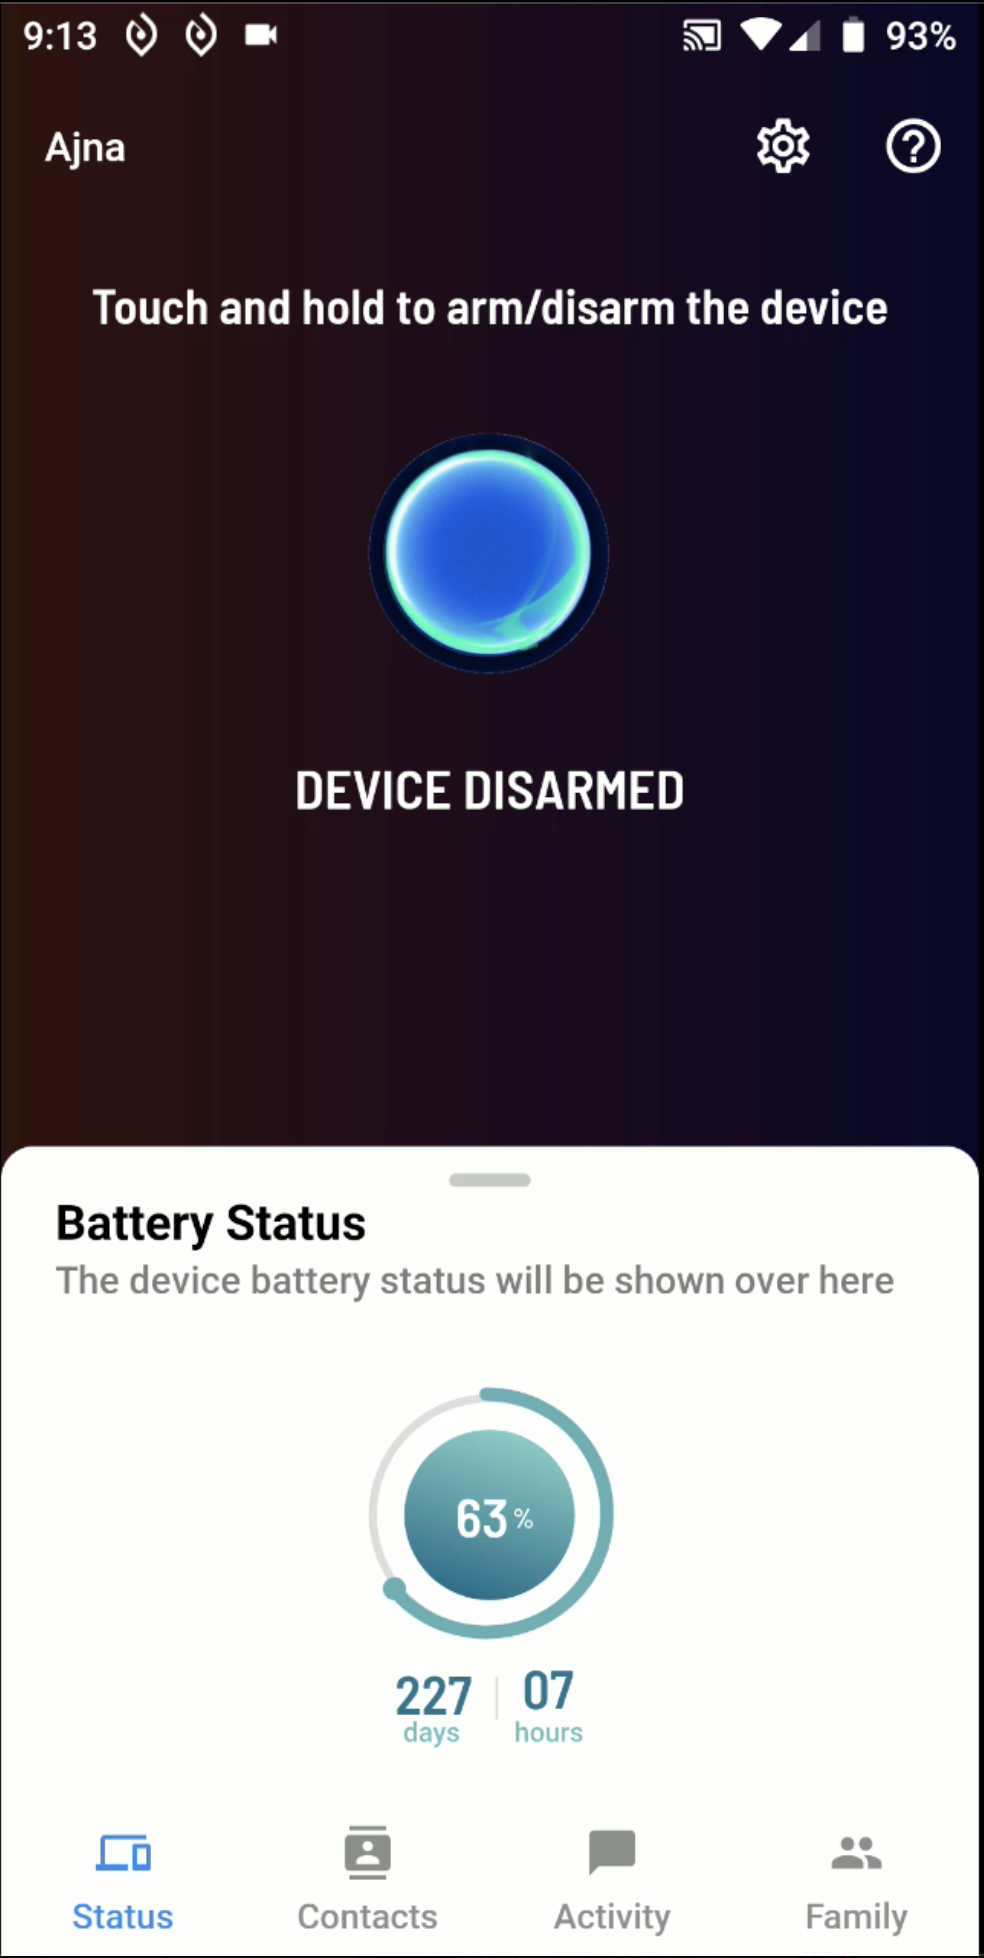 9:13
93%
Ajna
Touch and hold to arm/disarm the device
DEVICE DISARMED
Battery Status
The device battery status will be shown over here
63 %
227 | 07
days hours
Status Contacts Activity Family